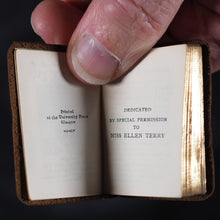 Printed
at the University Press
Glasgow
DEDICATED
BY SPECIAL PERMISSION
TO
MISS ELLEN TERRY